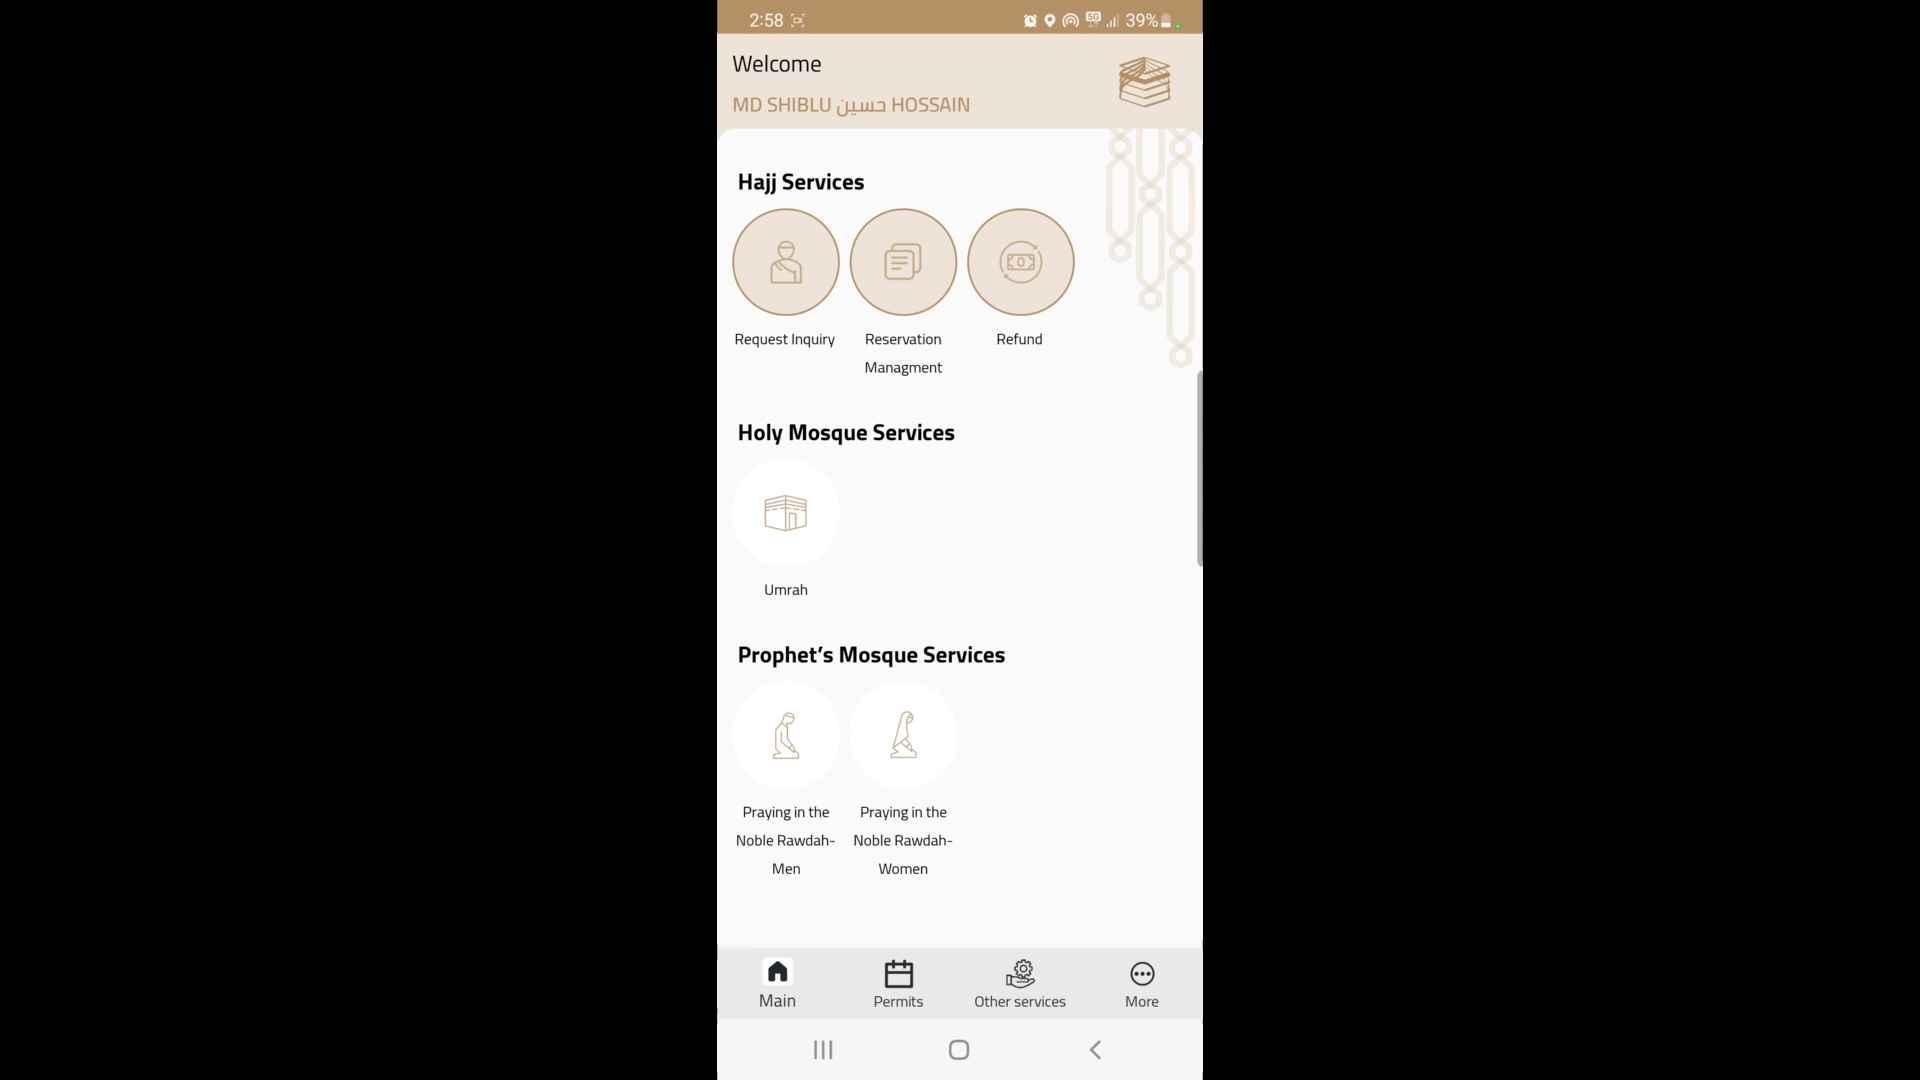 2:58
5G
39%
Welcome
MD SHIBLU حسين HOSSAIN
Hajj Services
Request Inquiry
Reservation
Managment
Refund
Holy Mosque Services
Umrah
Prophet’s Mosque Services
Praying in the
Noble Rawdah-
Men
Praying in the
Noble Rawdah-
Women
Main
Permits
Other services
More